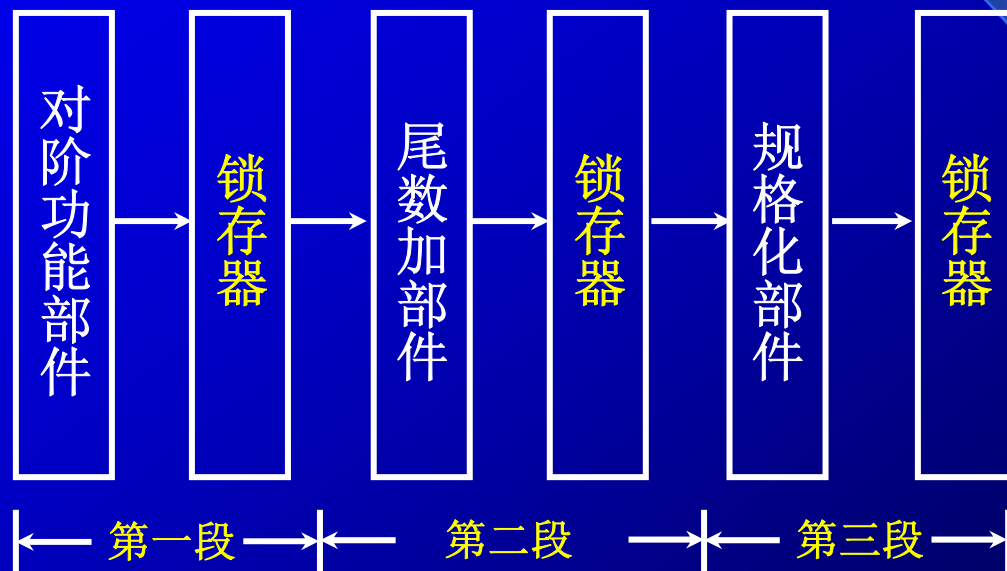 对阶功能部件
锁存器
尾数加部件
锁存器
规格化部件
锁存器
第一段
第二段
第三段